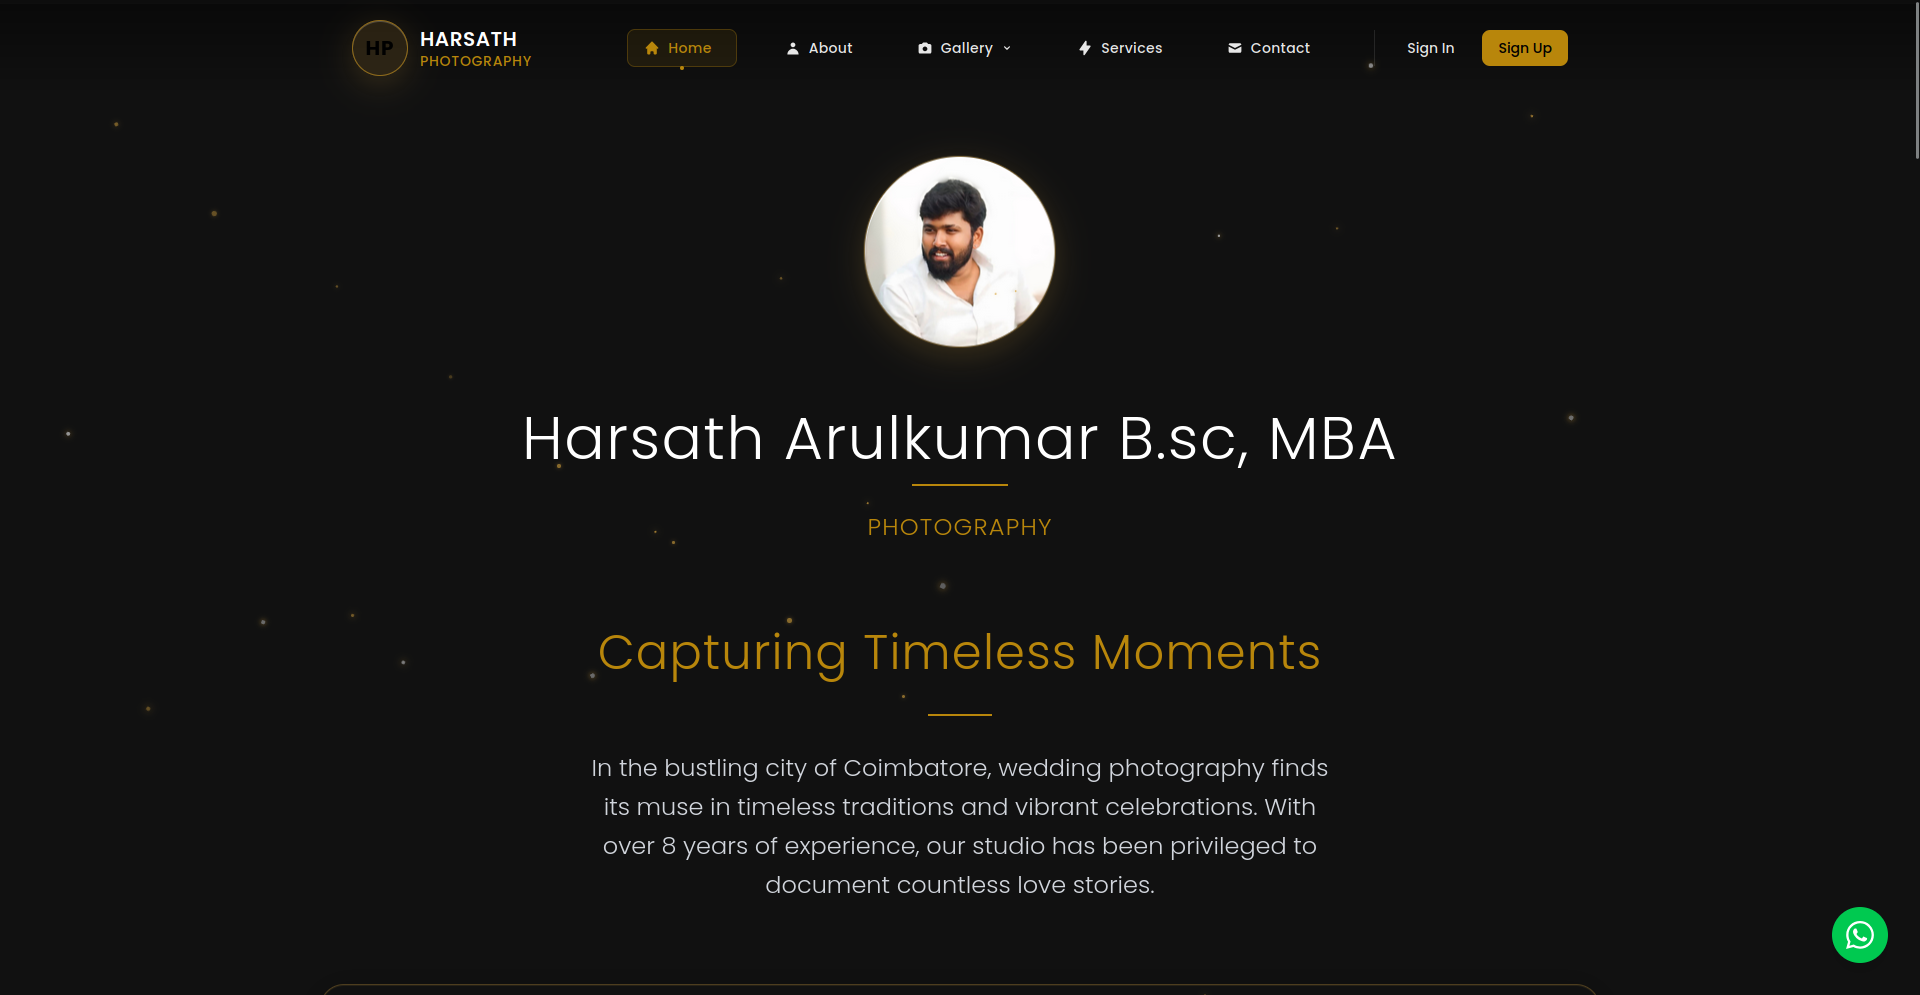 HP
HARSATH
PHOTOGRAPHY
Home
About
Gallery
Services
Contact
Sign In
Sign Up
Harsath Arulkumar B.sc, MBA
PHOTOGRAPHY
Capturing Timeless Moments
In the bustling city of Coimbatore, wedding photography finds
its muse in timeless traditions and vibrant celebrations. With
over 8 years of experience, our studio has been privileged to
document countless love stories.